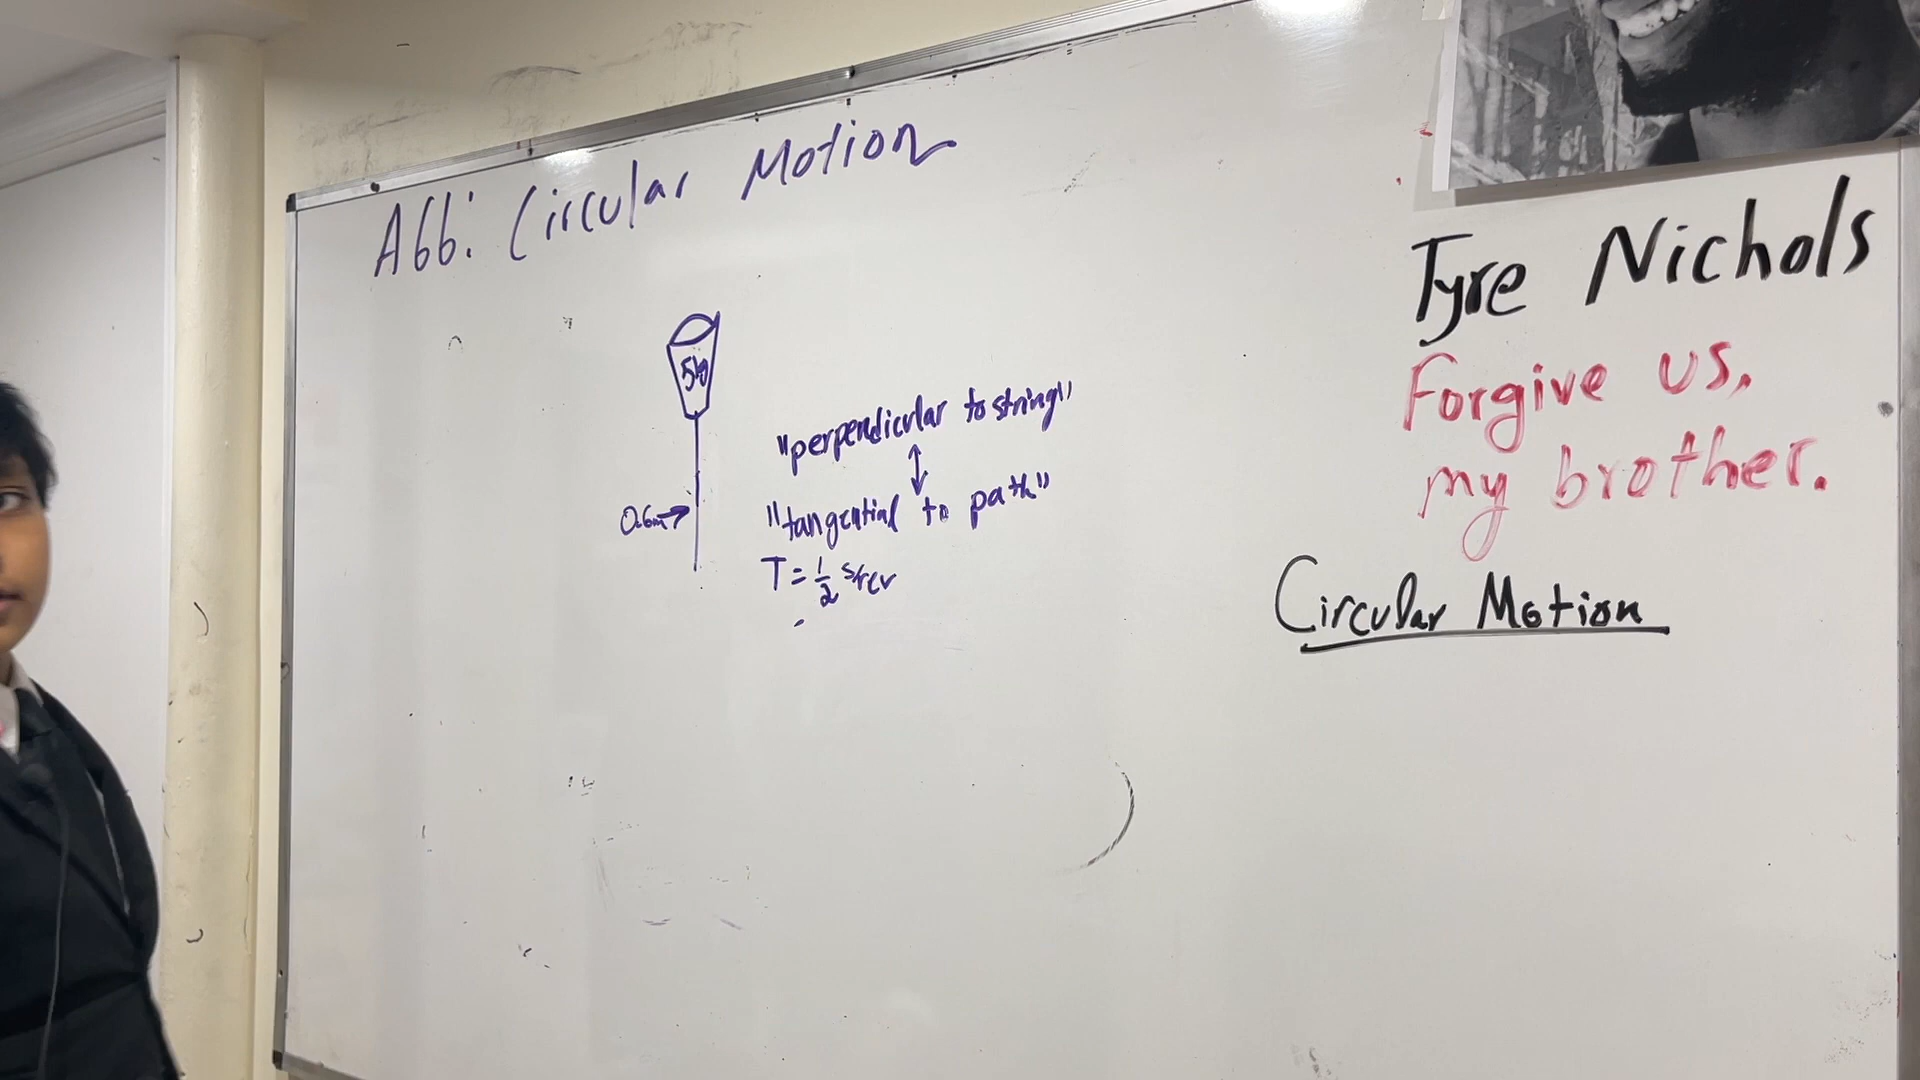 A66: Circular Motion
5kg
0.6m→
"perpendicular to string"
↕
"tangential to path"
T = 1/2 s/rev
Tyre Nichols
Forgive us,
my brother.
Circular Motion